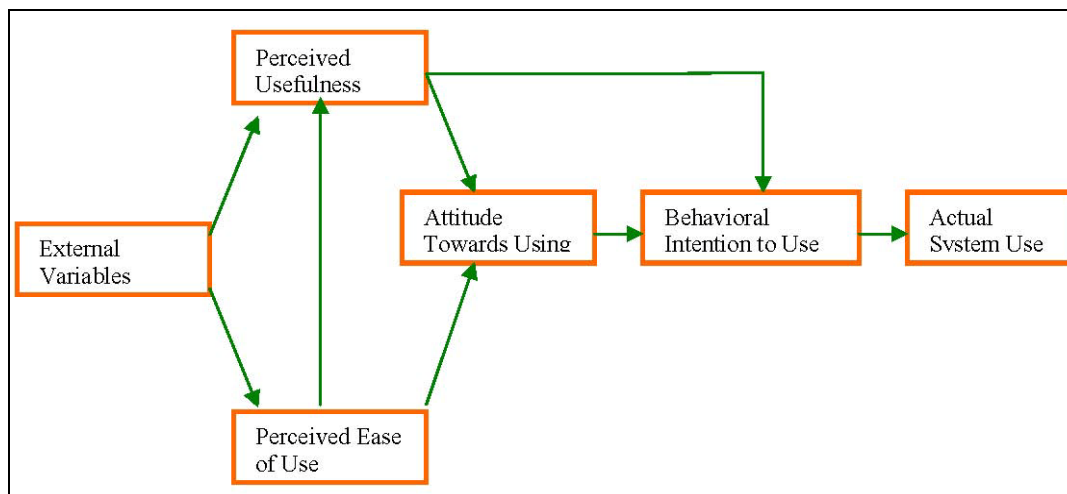 Perceived
Usefulness
External
Variables
Attitude
Towards Using
Behavioral
Intention to Use
Actual
System Use
Perceived Ease
of Use